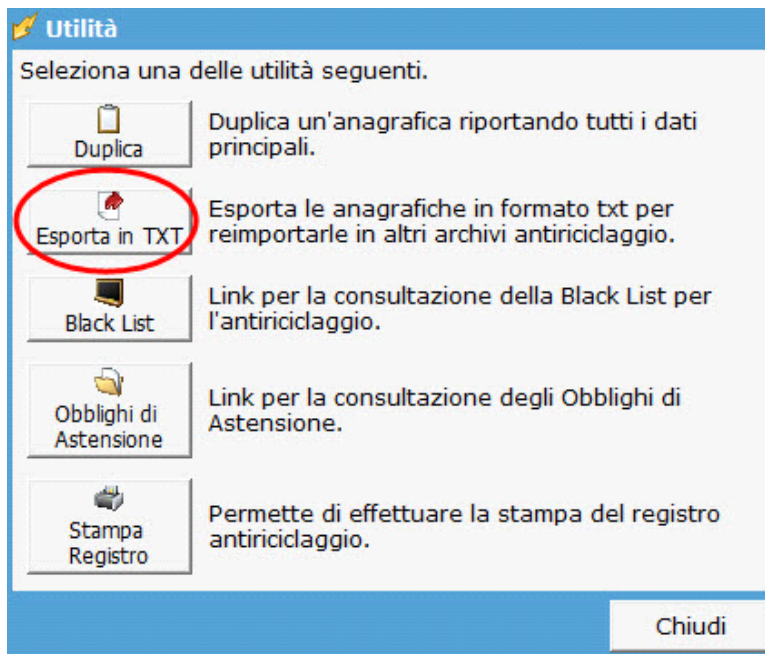 Utilità
Seleziona una delle utilità seguenti.
Duplica
Duplica un'anagrafica riportando tutti i dati
principali.
Esporta in TXT
Esporta le anagrafiche in formato txt per
reimportarle in altri archivi antiriciclaggio.
Black List
Link per la consultazione della Black List per
l'antiriciclaggio.
Obblighi di
Astensione
Link per la consultazione degli Obblighi di
Astensione.
Stampa
Registro
Permette di effettuare la stampa del registro
antiriciclaggio.
Chiudi